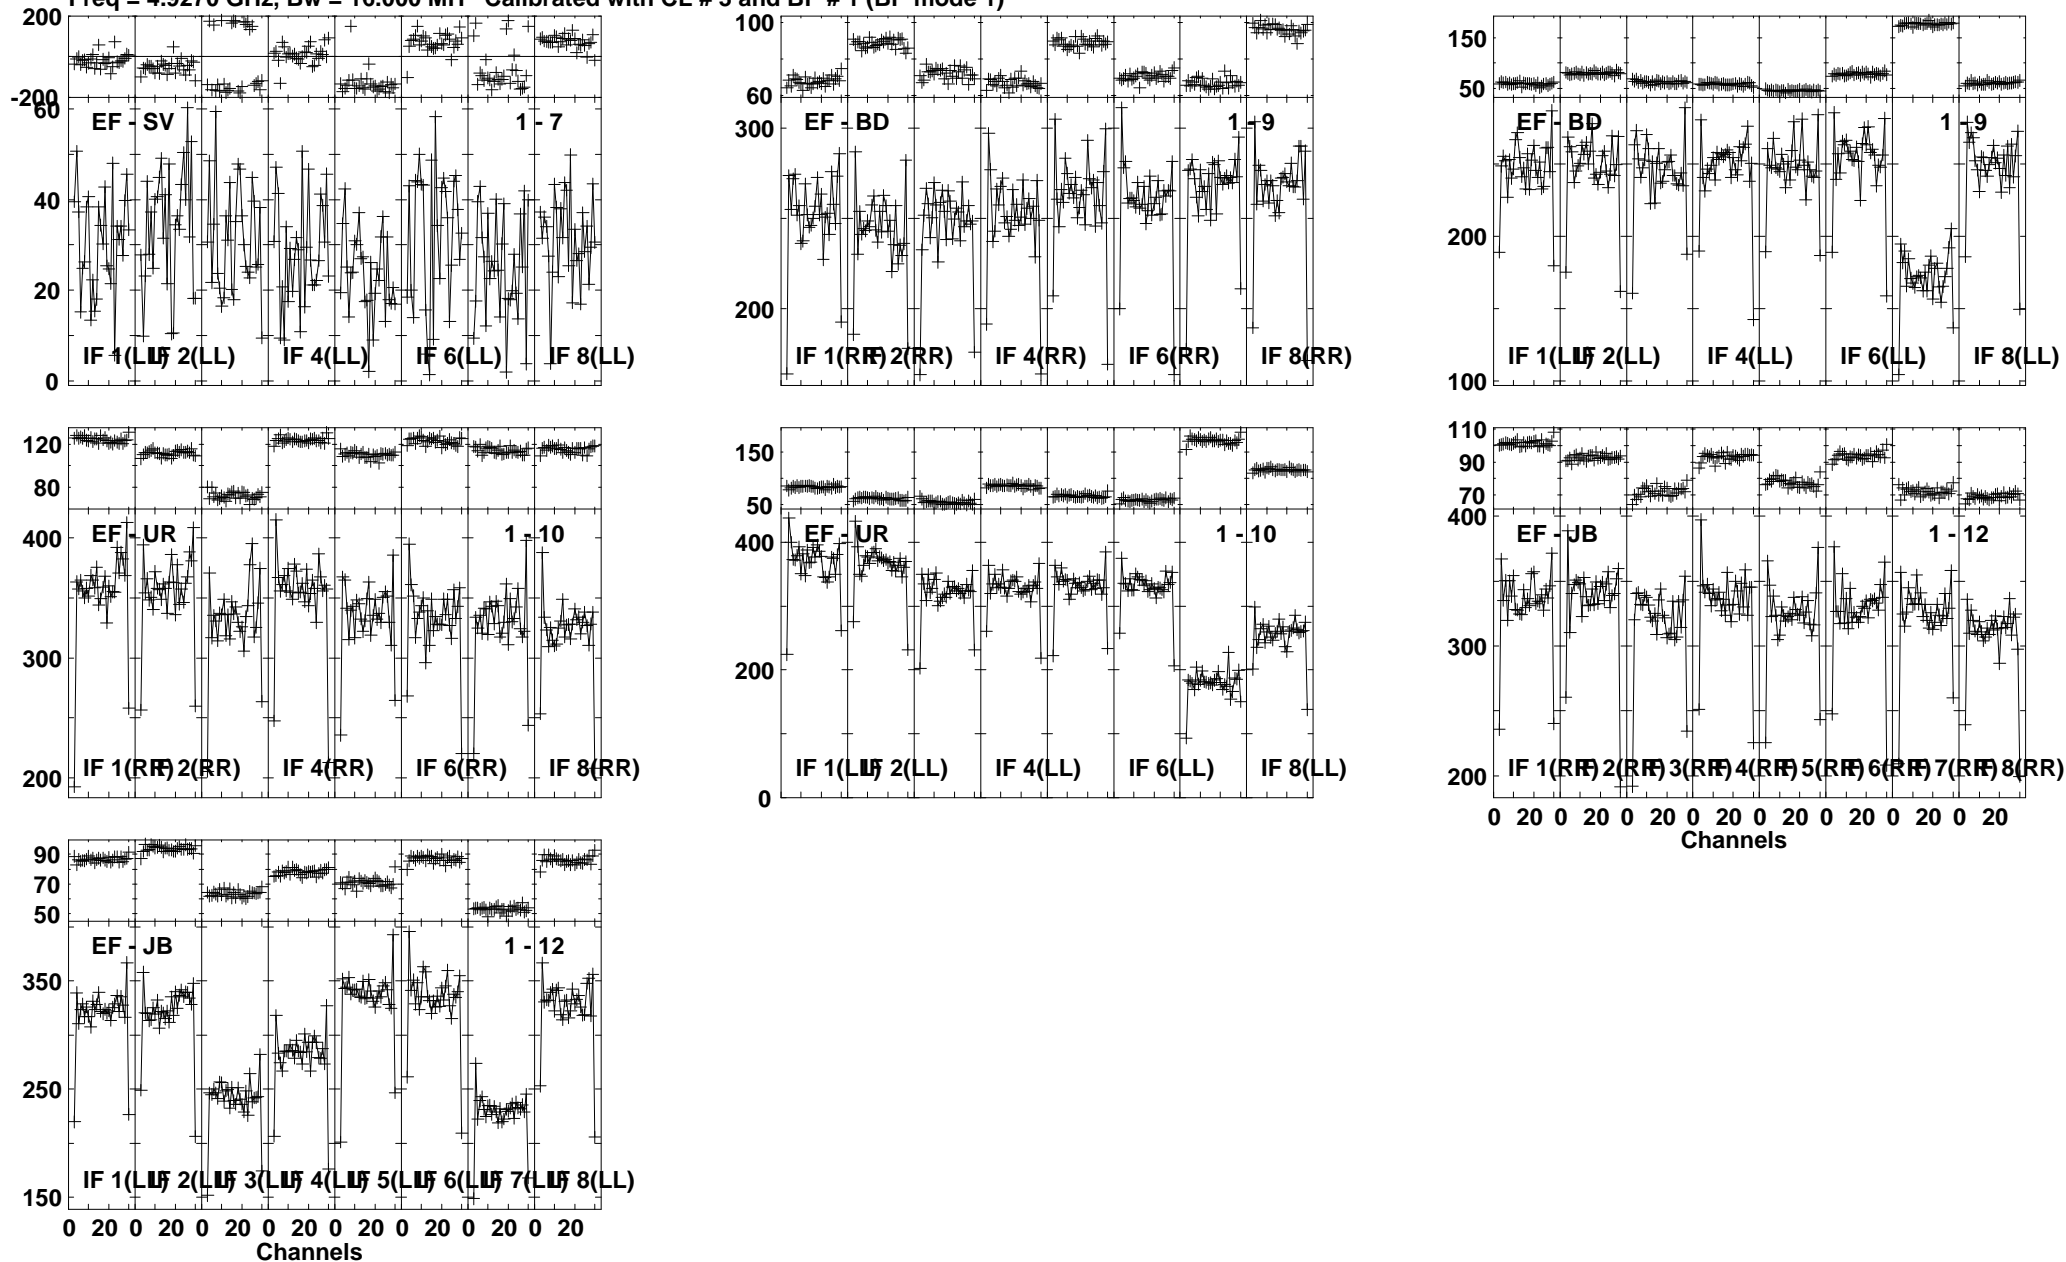 Freq = 4.9270 GHz, Bw = 16.000 MH Calibrated with CL # 3 and BP # 1 (BP mode 1)
200
-200
60
40
20
0
EF - SV 1 - 7
IF 1(LL) IF 2(LL) IF 4(LL) IF 6(LL) IF 8(LL)
100
80
60
300
200
EF - BD 1 - 9
IF 1(RR) IF 2(RR) IF 4(RR) IF 6(RR) IF 8(RR)
150
50
200
100
EF - BD 1 - 9
IF 1(LL) IF 2(LL) IF 4(LL) IF 6(LL) IF 8(LL)
120
80
400
300
200
EF - UR 1 - 10
IF 1(RR) IF 2(RR) IF 4(RR) IF 6(RR) IF 8(RR)
150
50
400
200
0
EF - UR 1 - 10
IF 1(LL) IF 2(LL) IF 4(LL) IF 6(LL) IF 8(LL)
110
90
70
400
300
200
EF - JB 1 - 12
IF 1(RR) IF 2(RR) IF 3(RR) IF 4(RR) IF 5(RR) IF 6(RR) IF 7(RR) IF 8(RR)
0 20 0 20 0 20 0 20 0 20 0 20 0 20 0 20
Channels
90
70
50
350
250
150
EF - JB 1 - 12
IF 1(LL) IF 2(LL) IF 3(LL) IF 4(LL) IF 5(LL) IF 6(LL) IF 7(LL) IF 8(LL)
0 20 0 20 0 20 0 20 0 20 0 20 0 20 0 20
Channels